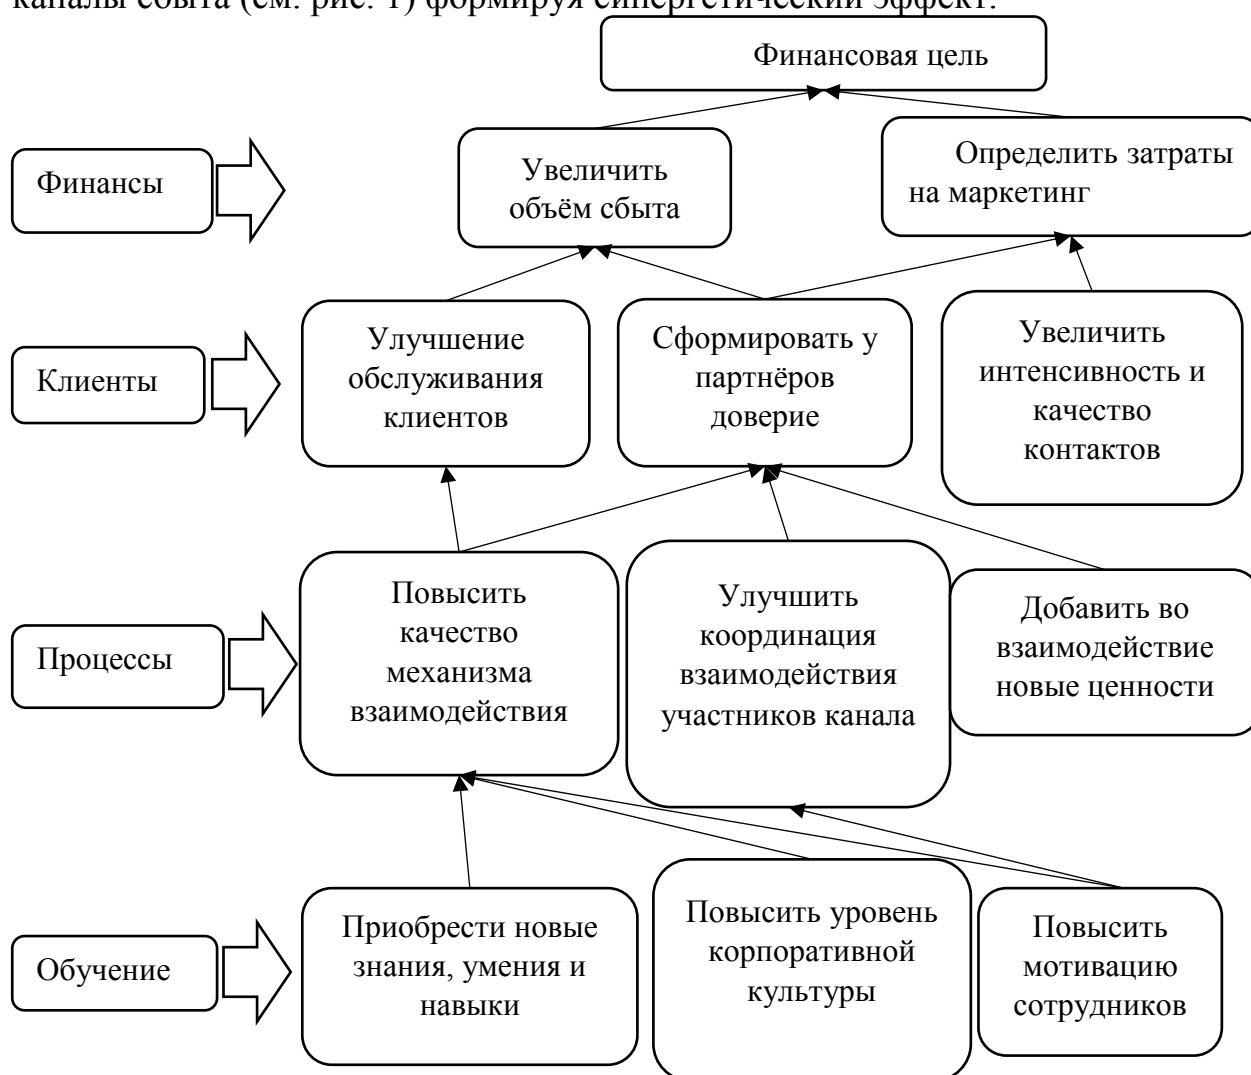 каналы сбыта (см. рис. 1) формируя синергетический эффект.
Финансовая цель
Финансы
Увеличить
объём сбыта
Определить затраты
на маркетинг
Клиенты
Улучшение
обслуживания
клиентов
Сформировать у
партнёров
доверие
Увеличить
интенсивность и
качество
контактов
Процессы
Повысить
качество
механизма
взаимодействия
Улучшить
координация
взаимодействия
участников канала
Добавить во
взаимодействие
новые ценности
Обучение
Приобрести новые
знания, умения и
навыки
Повысить уровень
корпоративной
культуры
Повысить
мотивацию
сотрудников